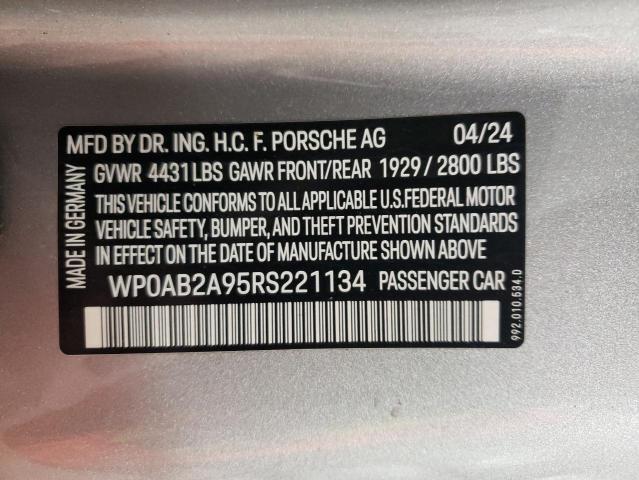 MFD BY DR. ING. H.C. F. PORSCHE AG 04/24
GVWR 4431 LBS GAWR FRONT/REAR 1929 / 2800 LBS
THIS VEHICLE CONFORMS TO ALL APPLICABLE U.S.FEDERAL MOTOR
VEHICLE SAFETY, BUMPER, AND THEFT PREVENTION STANDARDS
IN EFFECT ON THE DATE OF MANUFACTURE SHOWN ABOVE
WP0AB2A95RS221134 PASSENGER CAR
MADE IN GERMANY
992.010.534.0